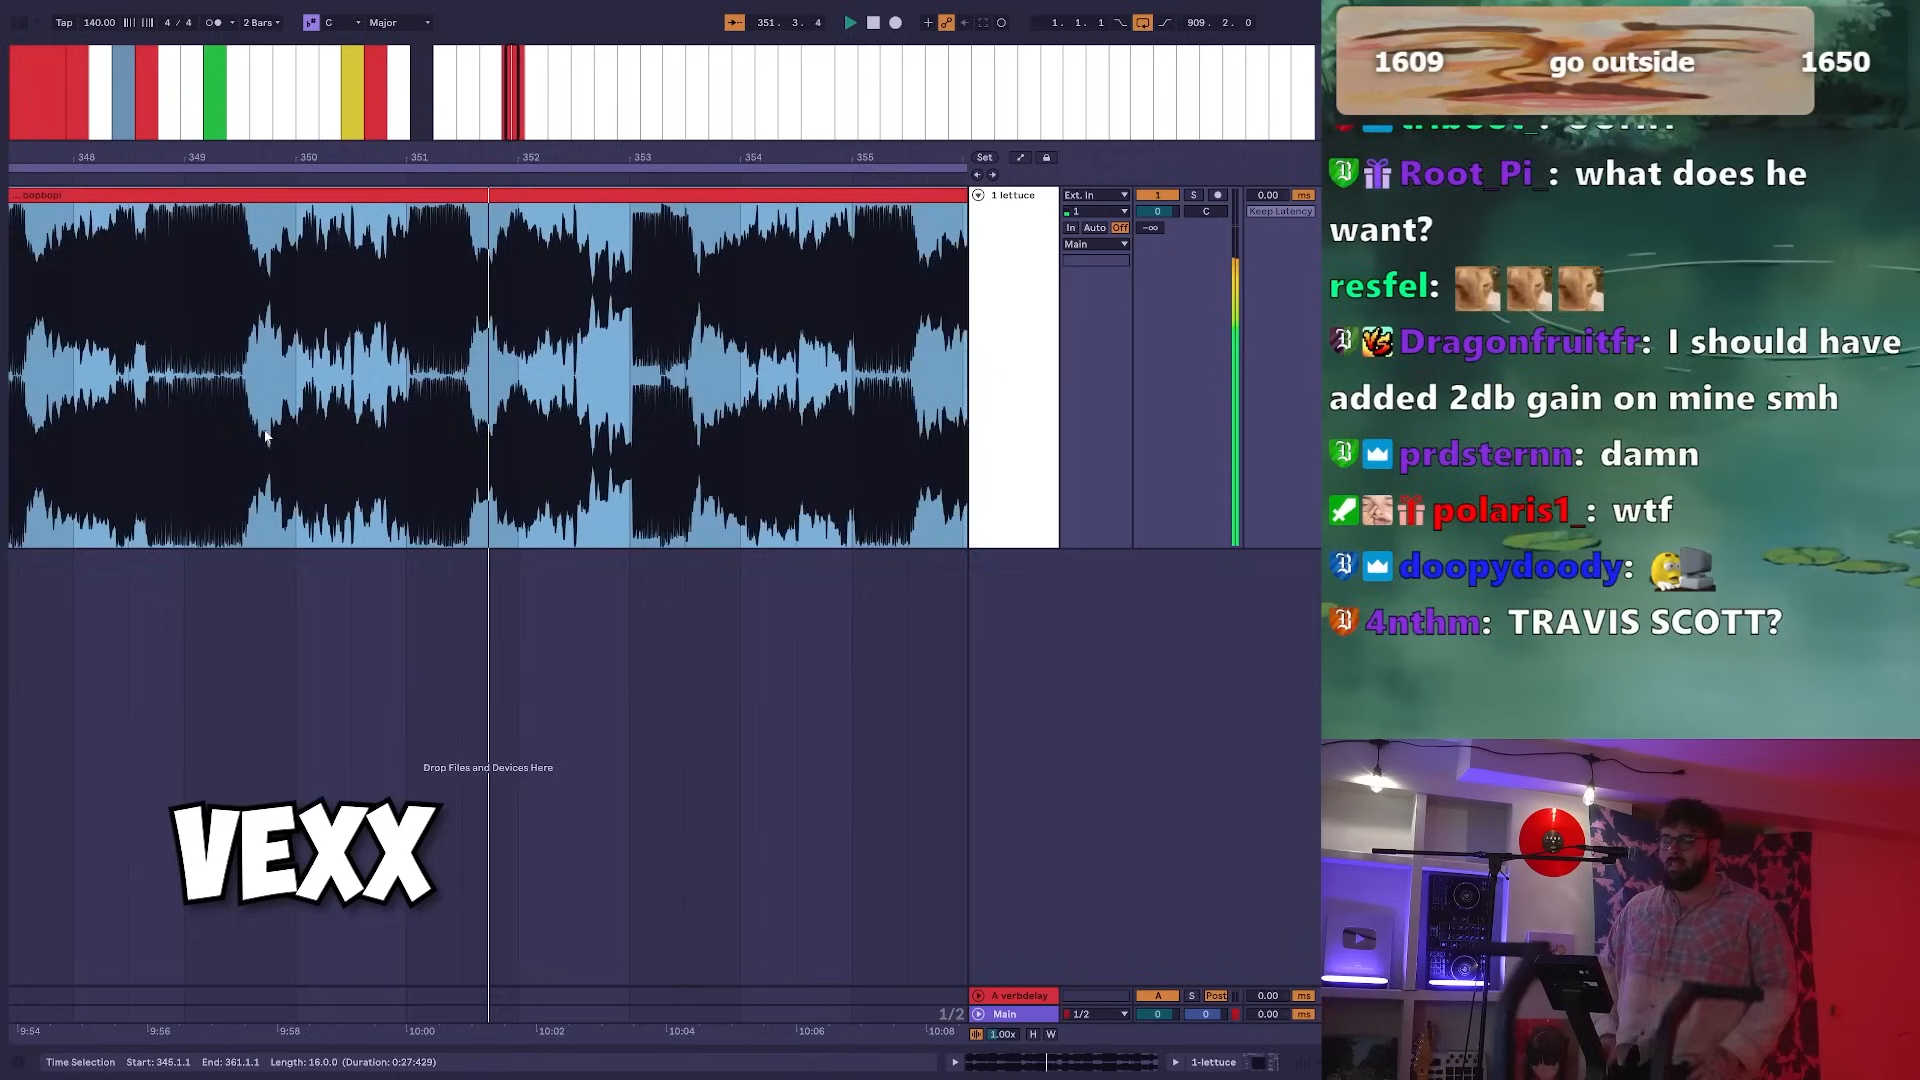 Tap 140.00 4 / 4 2 Bars C Major 351. 3. 4 1. 1. 1 909. 2. 0
348 349 350 351 352 353 354 355 Set
... bopbopi
1 lettuce Ext. In 1 S 0.00 ms
1 0 C Keep Latency
In Auto Off -∞
Main
Drop Files and Devices Here
VEXX
A verbdelay A S Post 0.00 ms
1/2 Main 1/2 0 0 0.00 ms
9:54 9:56 9:58 10:00 10:02 10:04 10:06 10:08 1.00x H W
Time Selection Start: 345.1.1 End: 361.1.1 Length: 16.0.0 (Duration: 0:27:429) 1-lettuce
1609 go outside 1650
Root_Pi_: what does he
want?
resfel:
Dragonfruitfr: I should have
added 2db gain on mine smh
prdsternn: damn
polaris1_: wtf
doopydoody:
4nthm: TRAVIS SCOTT?